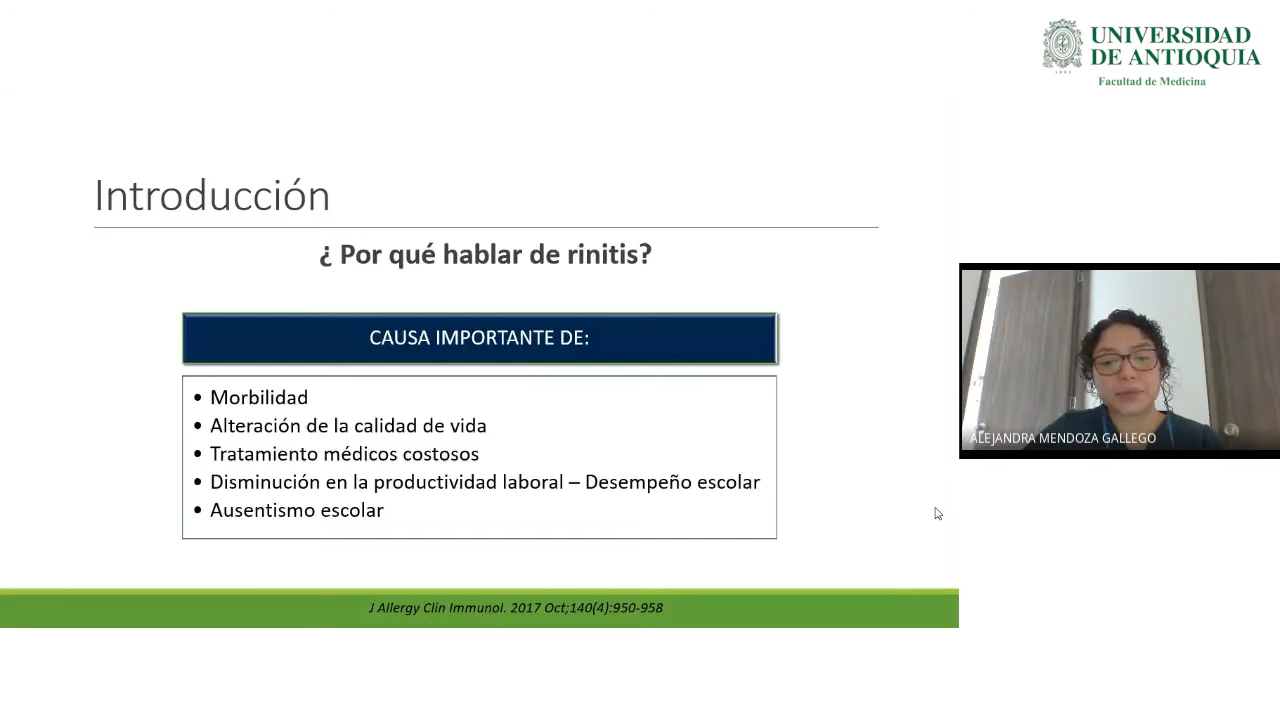 UNIVERSIDAD
DE ANTIOQUIA
1803
Facultad de Medicina
Introducción
¿ Por qué hablar de rinitis?
CAUSA IMPORTANTE DE:
• Morbilidad
• Alteración de la calidad de vida
• Tratamiento médicos costosos
• Disminución en la productividad laboral – Desempeño escolar
• Ausentismo escolar
ALEJANDRA MENDOZA GALLEGO
J Allergy Clin Immunol. 2017 Oct;140(4):950-958